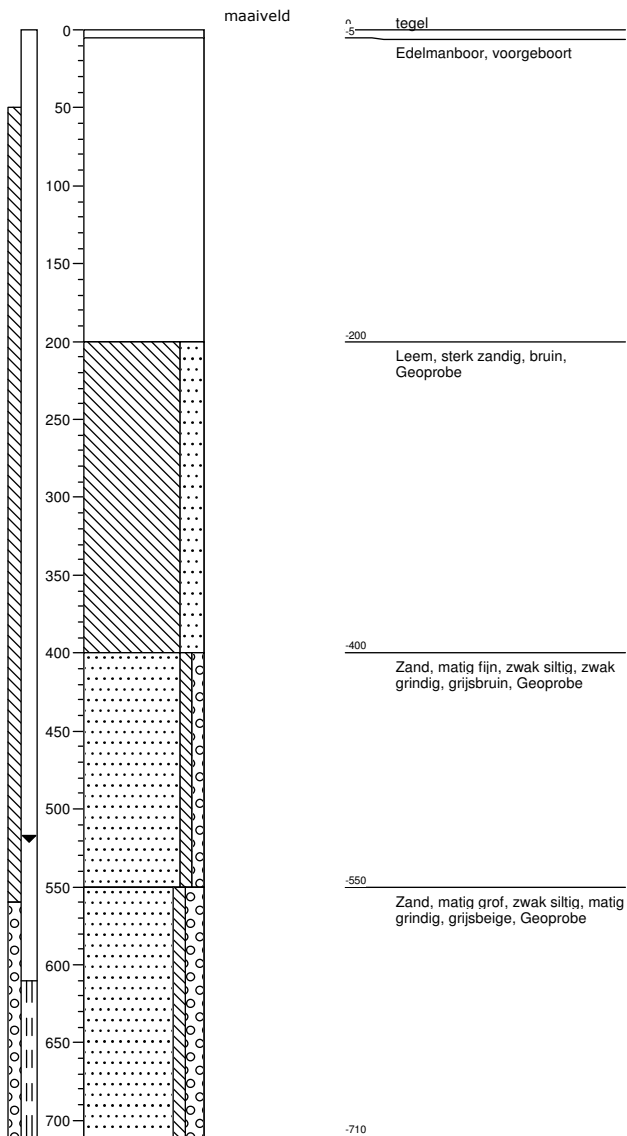 maaiveld
0
50
100
150
200
250
300
350
400
450
500
550
600
650
700
0
tegel
-5
Edelmanboor, voorgeboort
-200
Leem, sterk zandig, bruin,
Geoprobe
-400
Zand, matig fijn, zwak siltig, zwak
grindig, grijsbruin, Geoprobe
-550
Zand, matig grof, zwak siltig, matig
grindig, grijsbeige, Geoprobe
-710